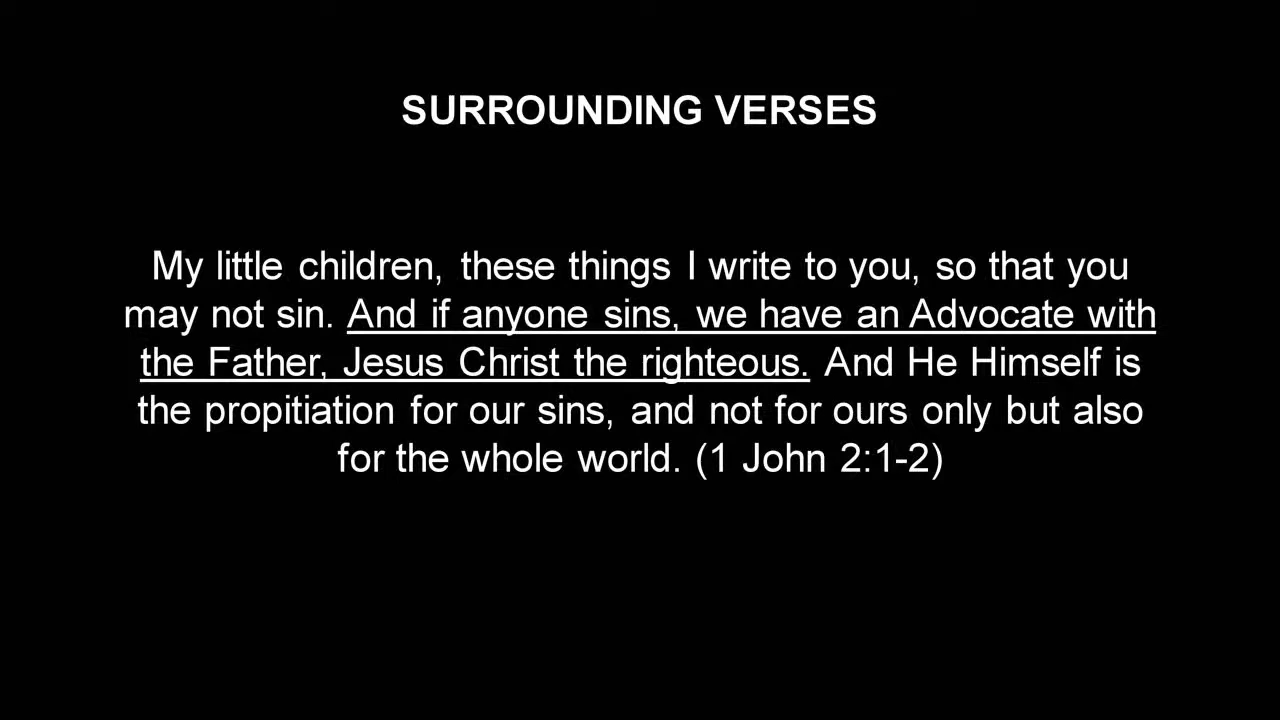 SURROUNDING VERSES
My little children, these things I write to you, so that you
may not sin. And if anyone sins, we have an Advocate with
the Father, Jesus Christ the righteous. And He Himself is
the propitiation for our sins, and not for ours only but also
for the whole world. (1 John 2:1-2)